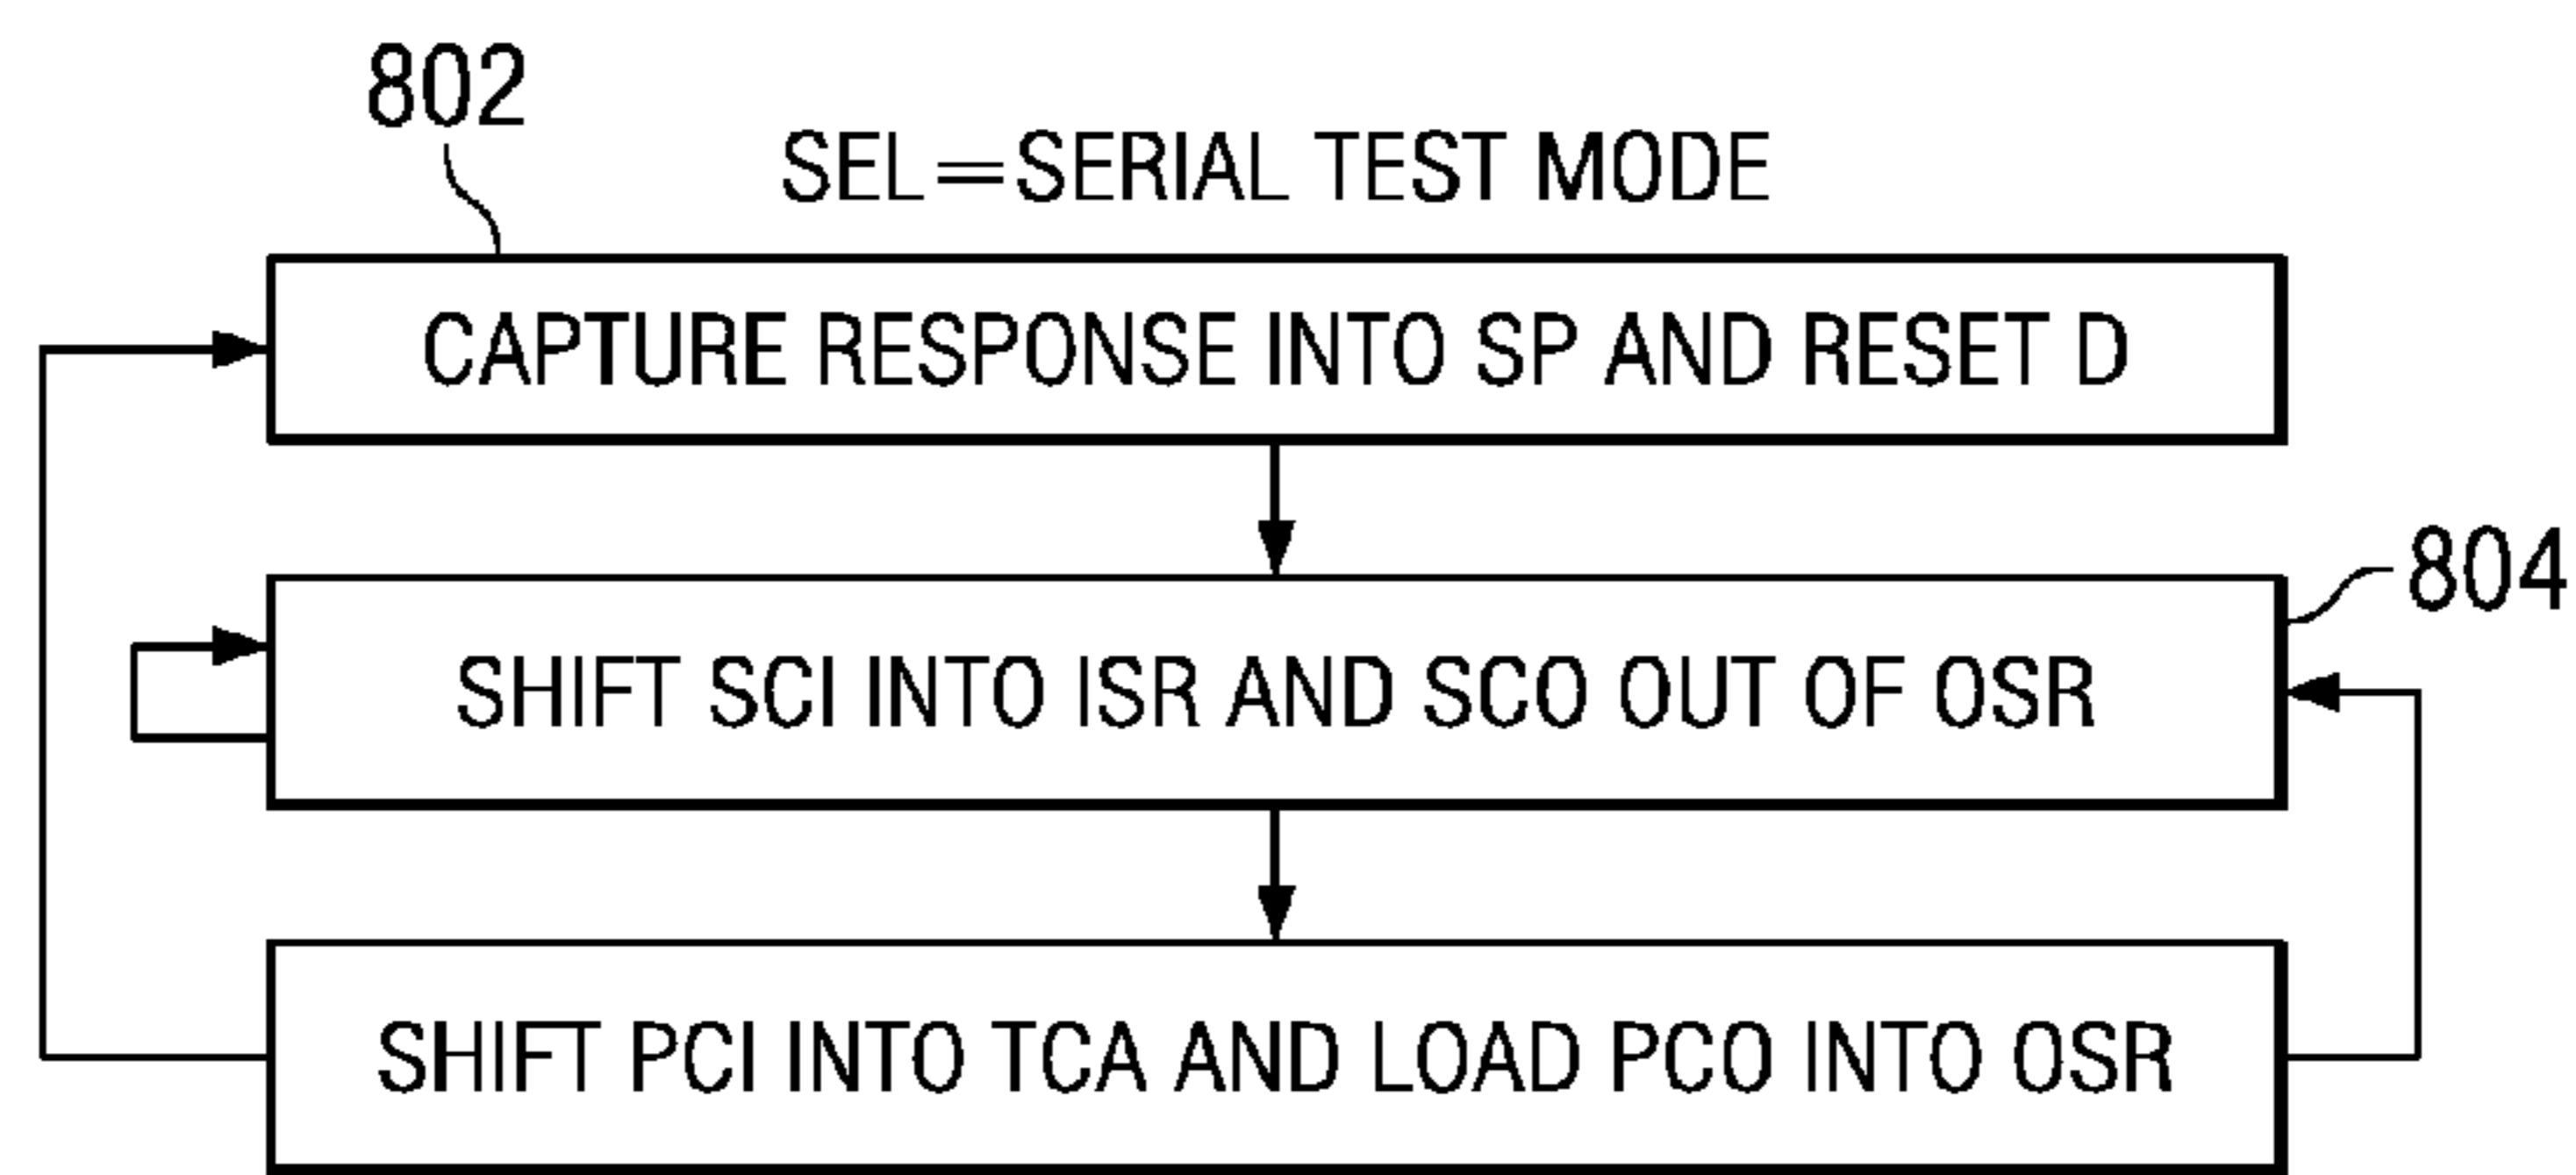 802
SEL=SERIAL TEST MODE
CAPTURE RESPONSE INTO SP AND RESET D
804
SHIFT SCI INTO ISR AND SCO OUT OF OSR
SHIFT PCI INTO TCA AND LOAD PCO INTO OSR